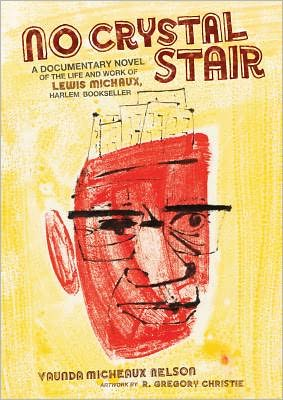 NO CRYSTAL
STAIR
A DOCUMENTARY NOVEL
OF THE LIFE AND WORK OF
LEWIS MICHAUX,
HARLEM BOOKSELLER
VAUNDA MICHEAUX NELSON
ARTWORK BY R. GREGORY CHRISTIE